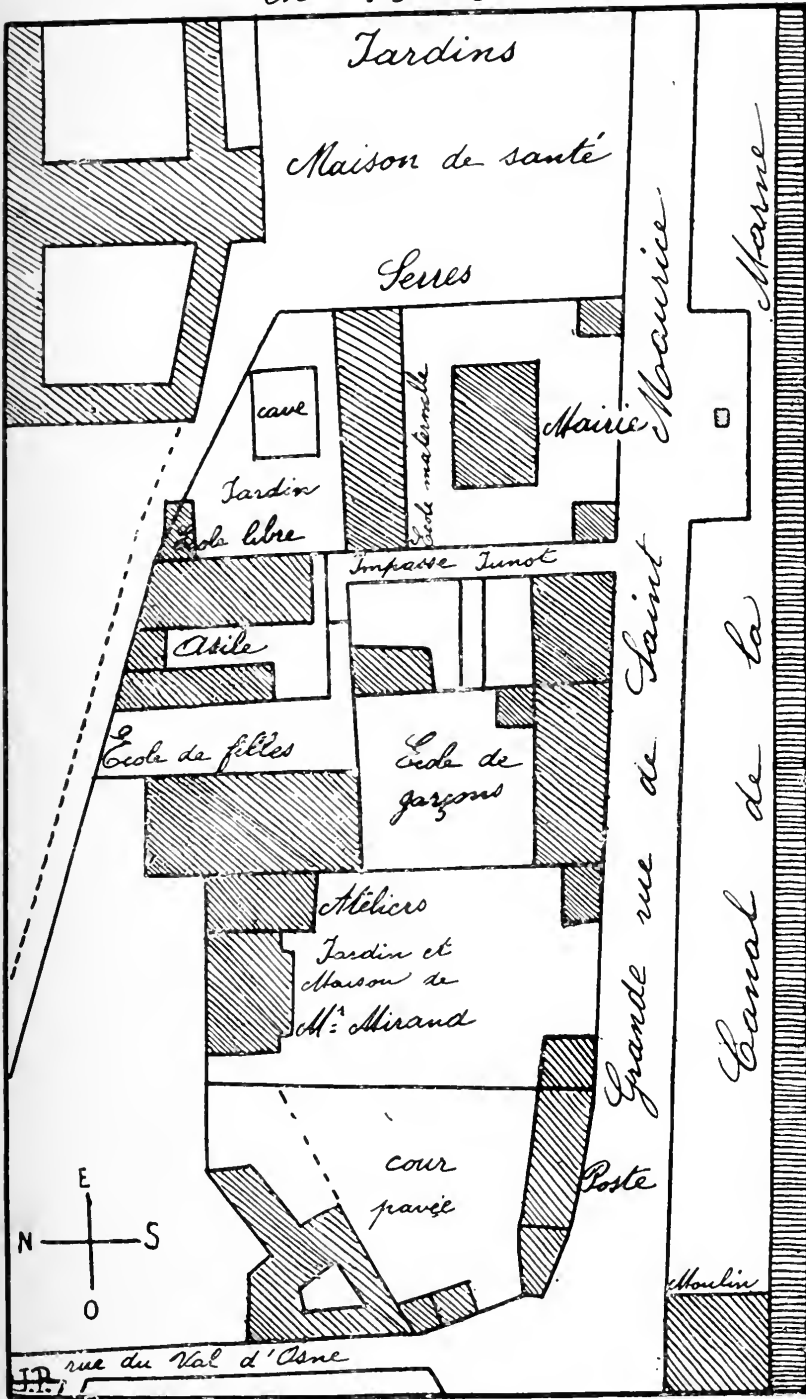 Jardins
Maison de santé
Serres
cave
Jardin
École libre
École maternelle
Mairie
Impasse Junot
Asile
École de filles
École de
garçons
Atéliers
Jardin et
Maison de
Mr Mirand
cour
pavée
Poste
Grande rue de Saint Maurice
Canal de la Marne
Moulin
E
N
S
O
rue du Val d'Osne
J.P.